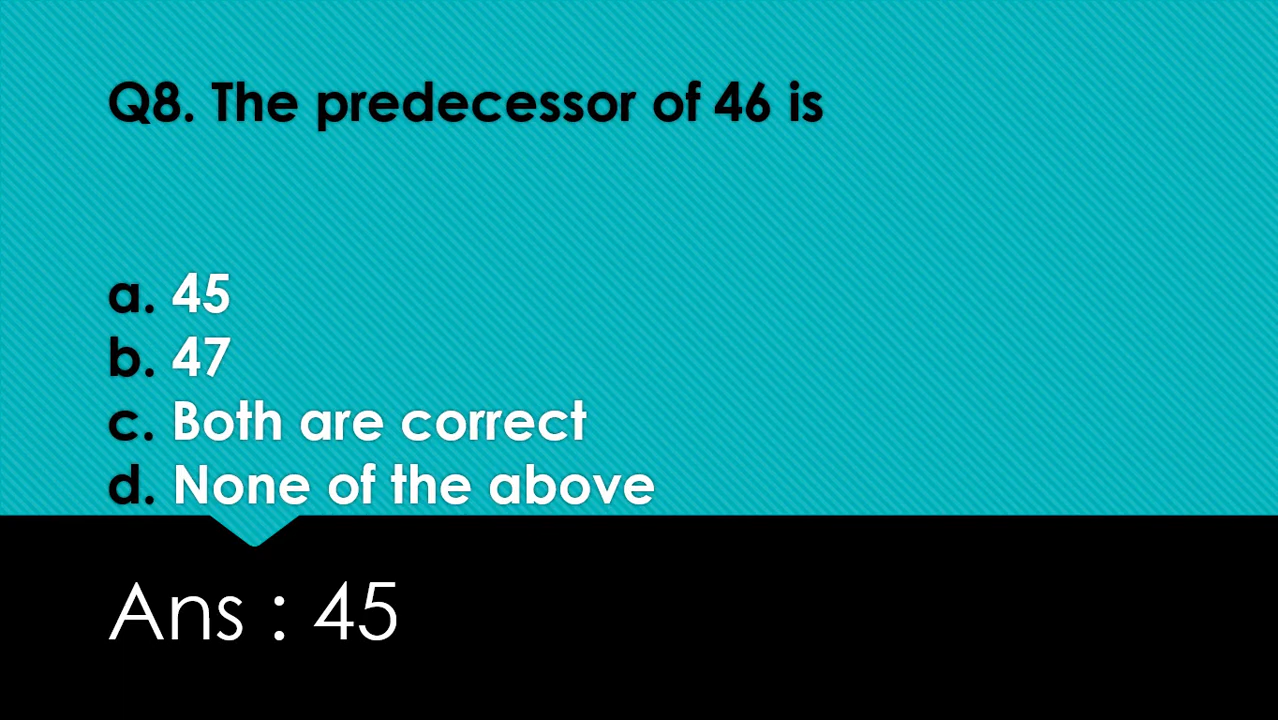 Q8. The predecessor of 46 is
a. 45
b. 47
c. Both are correct
d. None of the above
Ans : 45